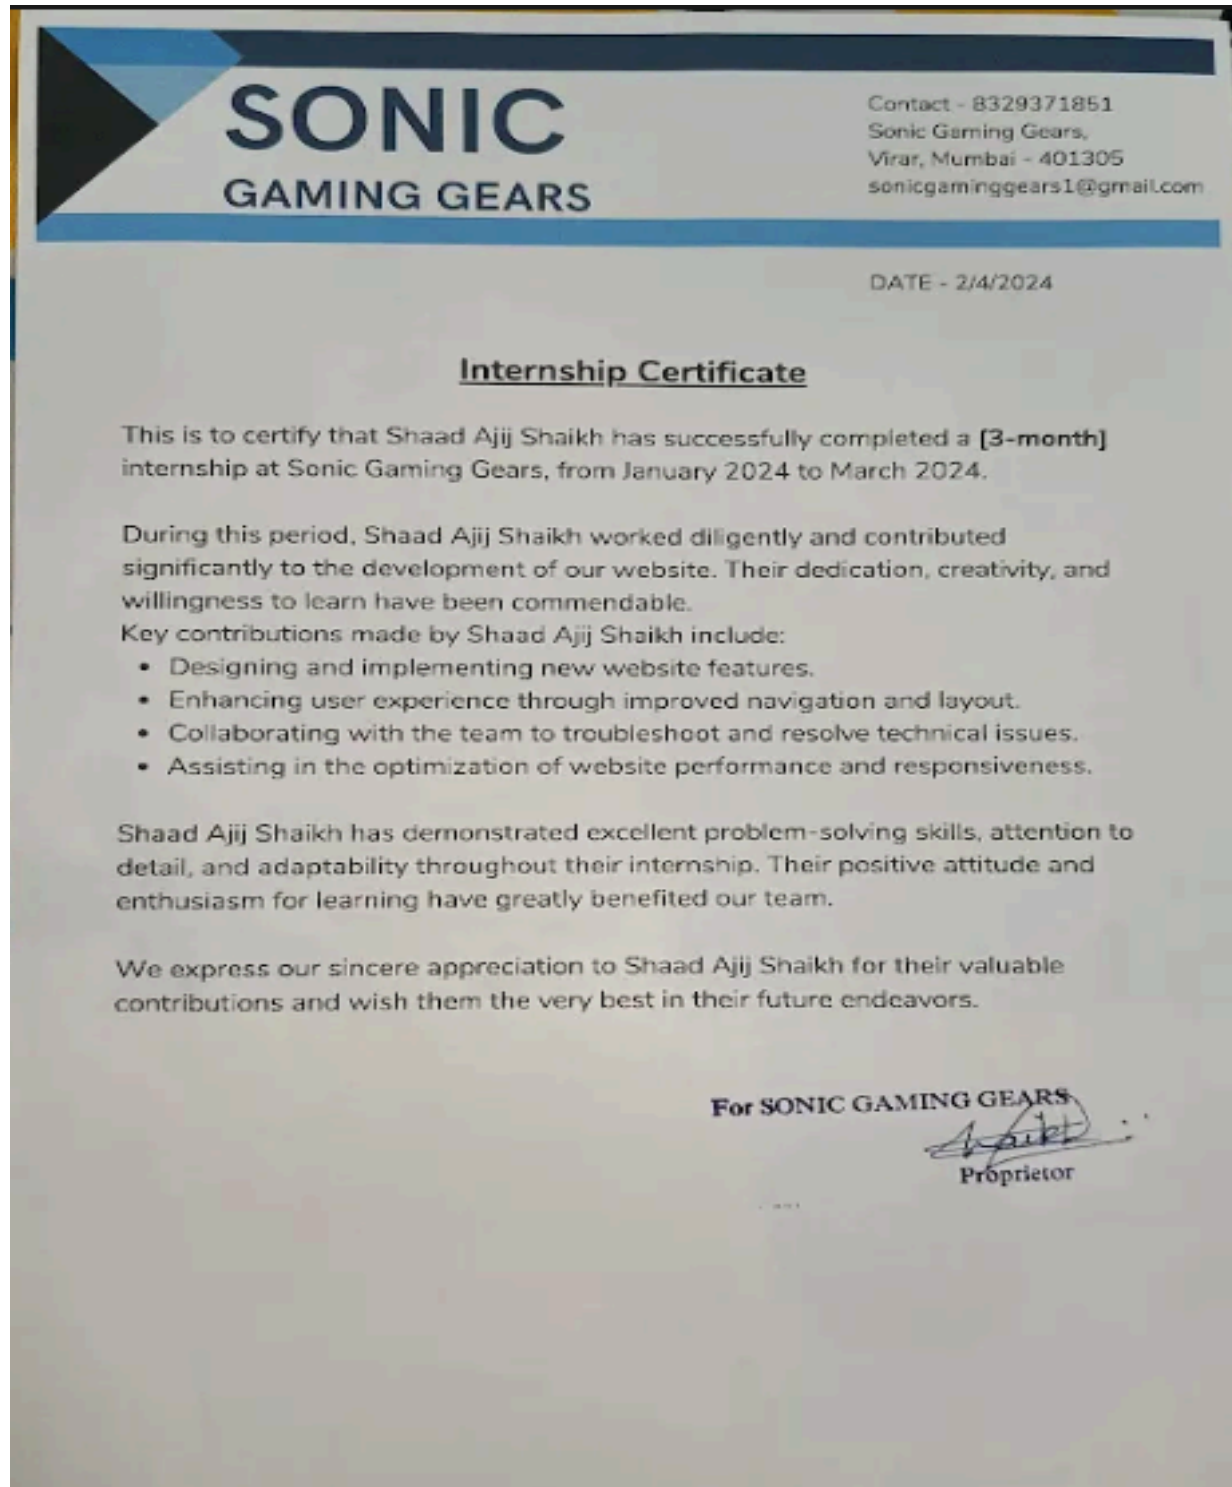 SONIC
GAMING GEARS
Contact - 8329371851
Sonic Gaming Gears,
Virar, Mumbai - 401305
sonicgaminggears1@gmail.com
DATE - 2/4/2024
Internship Certificate
This is to certify that Shaad Ajij Shaikh has successfully completed a [3-month]
internship at Sonic Gaming Gears, from January 2024 to March 2024.
During this period, Shaad Ajij Shaikh worked diligently and contributed
significantly to the development of our website. Their dedication, creativity, and
willingness to learn have been commendable.
Key contributions made by Shaad Ajij Shaikh include:
• Designing and implementing new website features.
• Enhancing user experience through improved navigation and layout.
• Collaborating with the team to troubleshoot and resolve technical issues.
• Assisting in the optimization of website performance and responsiveness.
Shaad Ajij Shaikh has demonstrated excellent problem-solving skills, attention to
detail, and adaptability throughout their internship. Their positive attitude and
enthusiasm for learning have greatly benefited our team.
We express our sincere appreciation to Shaad Ajij Shaikh for their valuable
contributions and wish them the very best in their future endeavors.
For SONIC GAMING GEARS
Proprietor